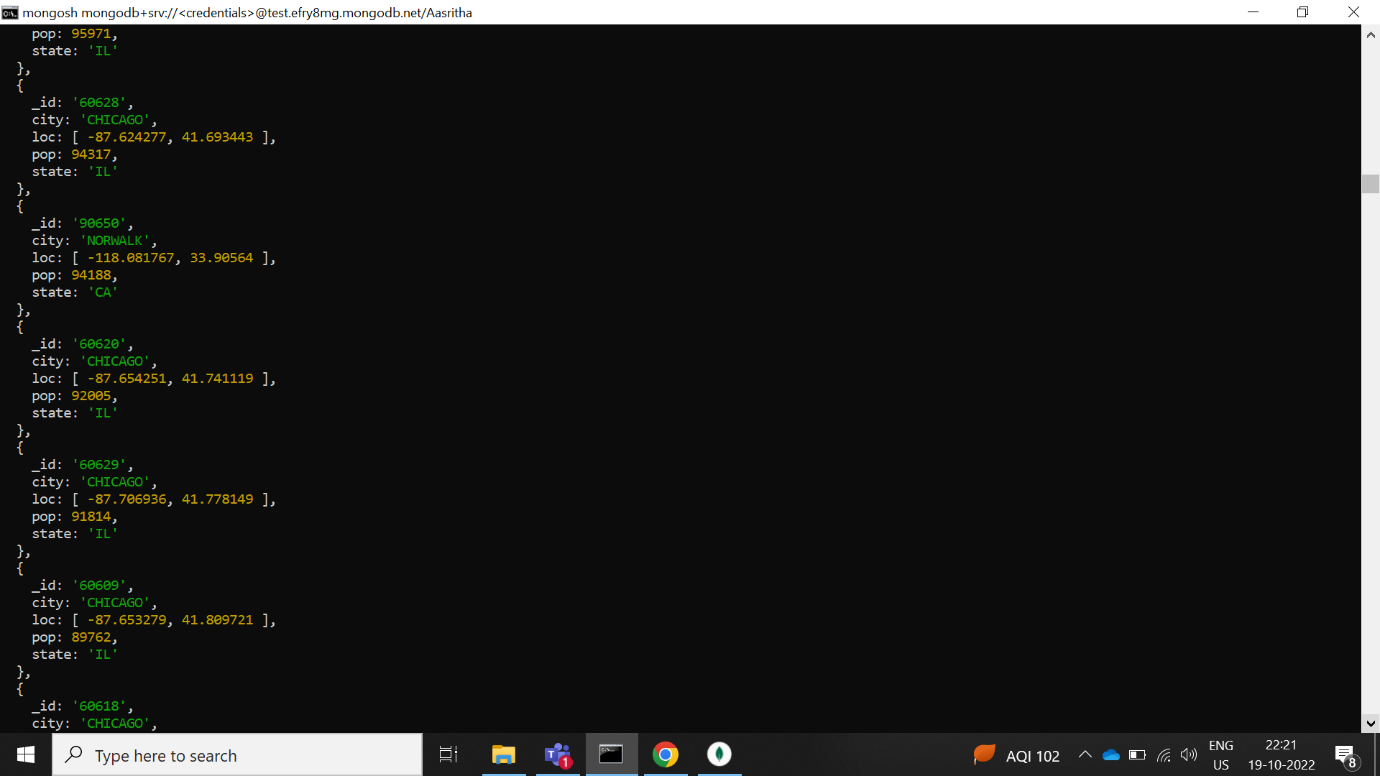 mongosh mongodb+srv://<credentials>@test.efry8mg.mongodb.net/Aasritha
pop: 95971,
state: 'IL'
},
{
_id: '60628',
city: 'CHICAGO',
loc: [ -87.624277, 41.693443 ],
pop: 94317,
state: 'IL'
},
{
_id: '90650',
city: 'NORWALK',
loc: [ -118.081767, 33.90564 ],
pop: 94188,
state: 'CA'
},
{
_id: '60620',
city: 'CHICAGO',
loc: [ -87.654251, 41.741119 ],
pop: 92005,
state: 'IL'
},
{
_id: '60629',
city: 'CHICAGO',
loc: [ -87.706936, 41.778149 ],
pop: 91814,
state: 'IL'
},
{
_id: '60609',
city: 'CHICAGO',
loc: [ -87.653279, 41.809721 ],
pop: 89762,
state: 'IL'
},
{
_id: '60618',
city: 'CHICAGO',
Type here to search
T
1
AQI 102
ENG
US
22:21
19-10-2022
8